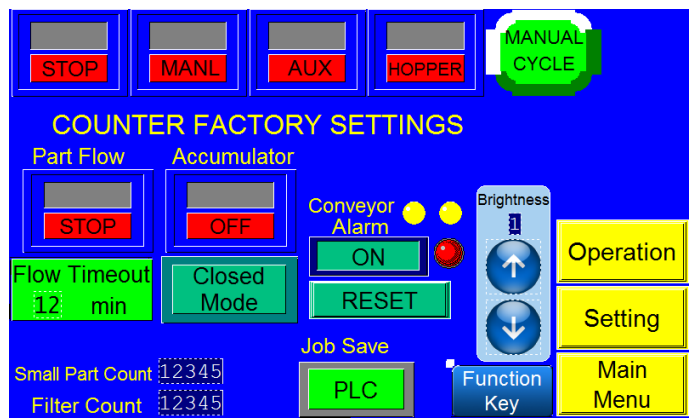 STOP
MANL
AUX
HOPPER
MANUAL
CYCLE
COUNTER FACTORY SETTINGS
Part Flow
Accumulator
STOP
OFF
Conveyor
Alarm
ON
RESET
Brightness
1
Operation
Flow Timeout
12 min
Closed
Mode
Setting
Job Save
PLC
Small Part Count 12345
Filter Count 12345
Function
Key
Main
Menu